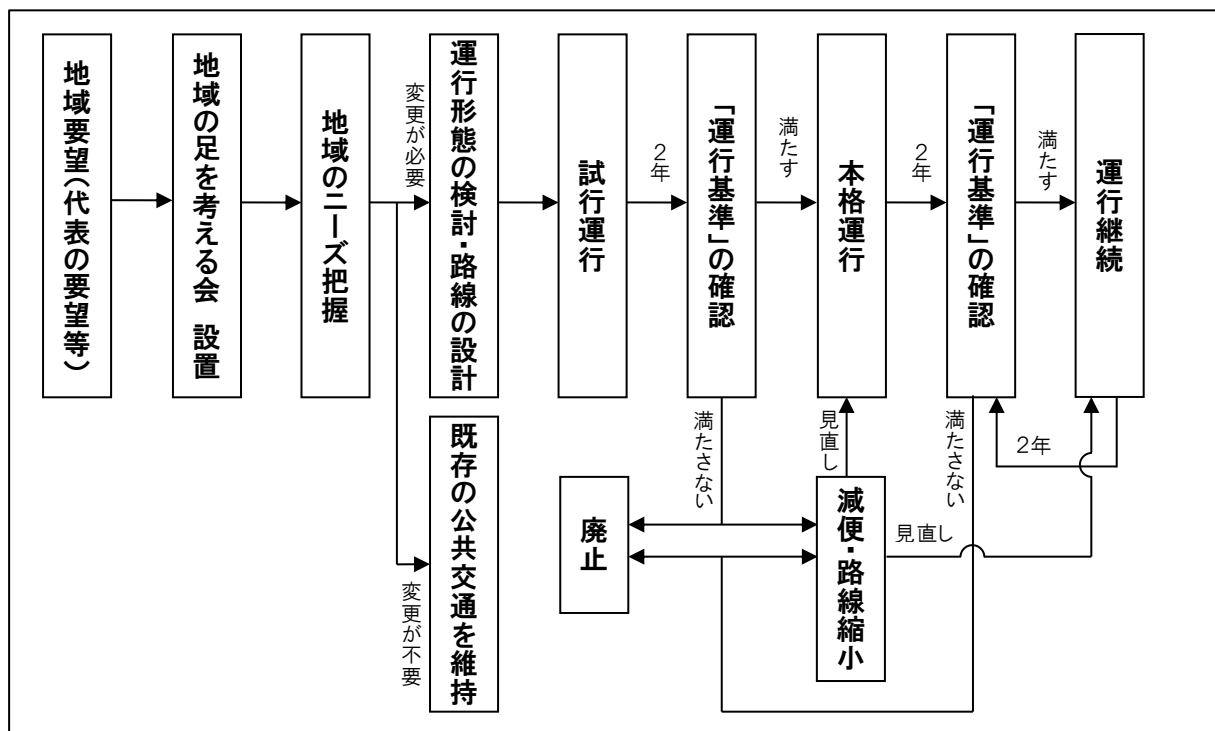 地域要望(代表の要望等)
地域の足を考える会 設置
地域のニーズ把握
変更が必要
運行形態の検討・路線の設計
試行運行
2年
「運行基準」の確認
満たす
本格運行
2年
「運行基準」の確認
満たす
運行継続
変更が不要
既存の公共交通を維持
廃止
満たさない
見直し
減便・路線縮小
見直し
満たさない
2年